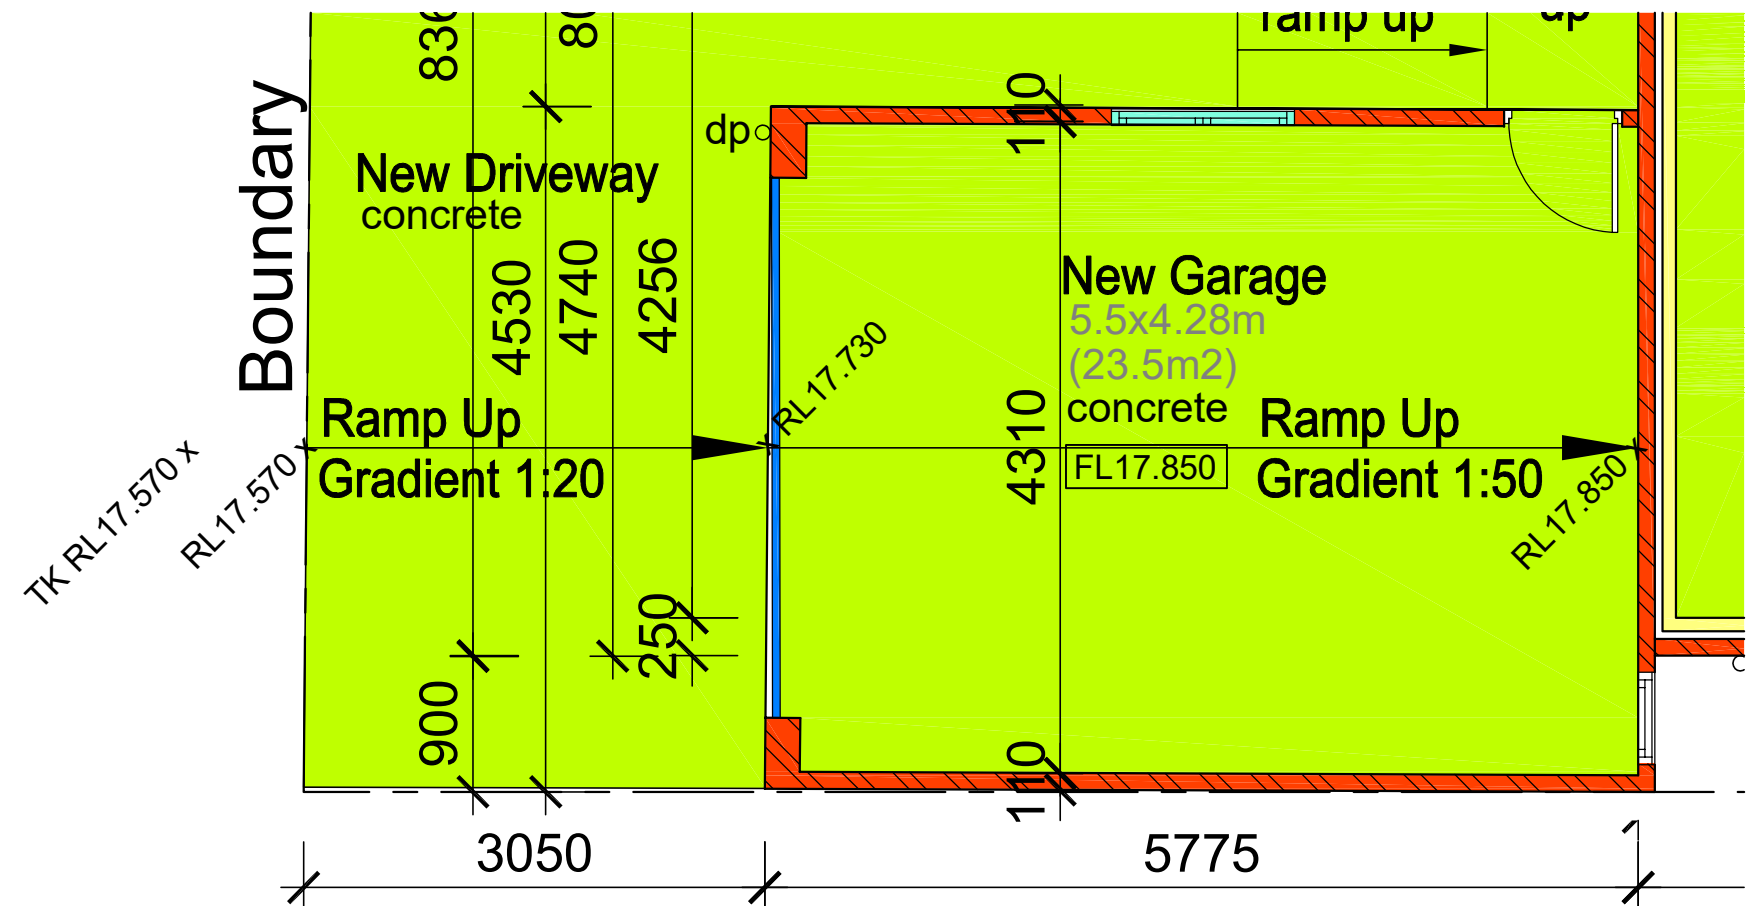 ramp up
dp
836
80
Boundary
dp
110
New Driveway
concrete
4530
4740
4256
New Garage
5.5x4.28m
(23.5m2)
concrete
RL17.730
4310
Ramp Up
Gradient 1:20
FL17.850
Ramp Up
Gradient 1:50
RL17.850 x
TK RL17.570 x
RL17.570 x
x
250
900
110
3050
5775